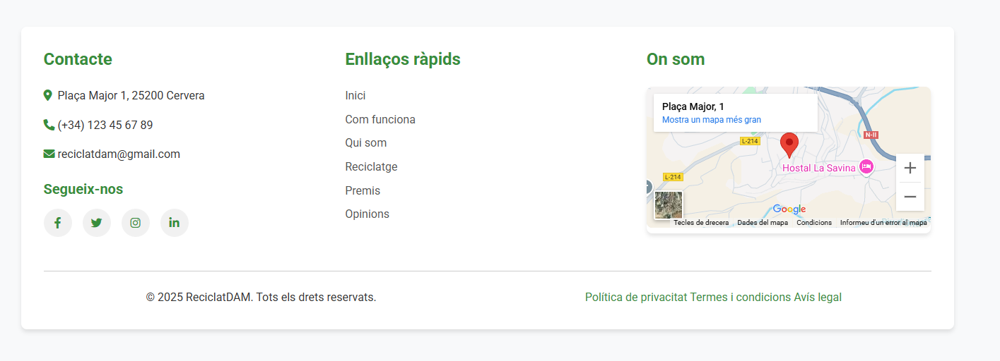 Contacte
Plaça Major 1, 25200 Cervera
(+34) 123 45 67 89
reciclatdam@gmail.com
Segueix-nos
Enllaços ràpids
Inici
Com funciona
Qui som
Reciclatge
Premis
Opinions
On som
Plaça Major, 1
Mostra un mapa més gran
L-214
N-II
Hostal La Savina
L-214
Google
Tecles de drecera Dades del mapa Condicions Informeu d'un error al mapa
© 2025 ReciclatDAM. Tots els drets reservats.
Política de privacitat Termes i condicions Avís legal